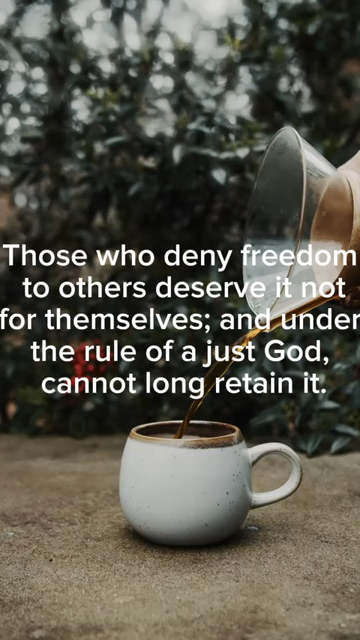 Those who deny freedom
to others deserve it not
for themselves; and under
the rule of a just God,
cannot long retain it.